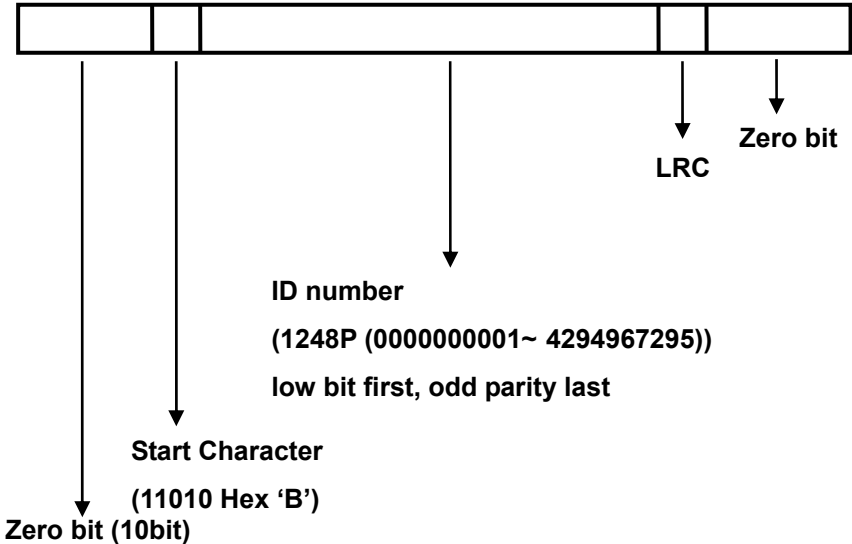 Zero bit
LRC
ID number
(1248P (0000000001~ 4294967295))
low bit first, odd parity last
Start Character
(11010 Hex ‘B’)
Zero bit (10bit)